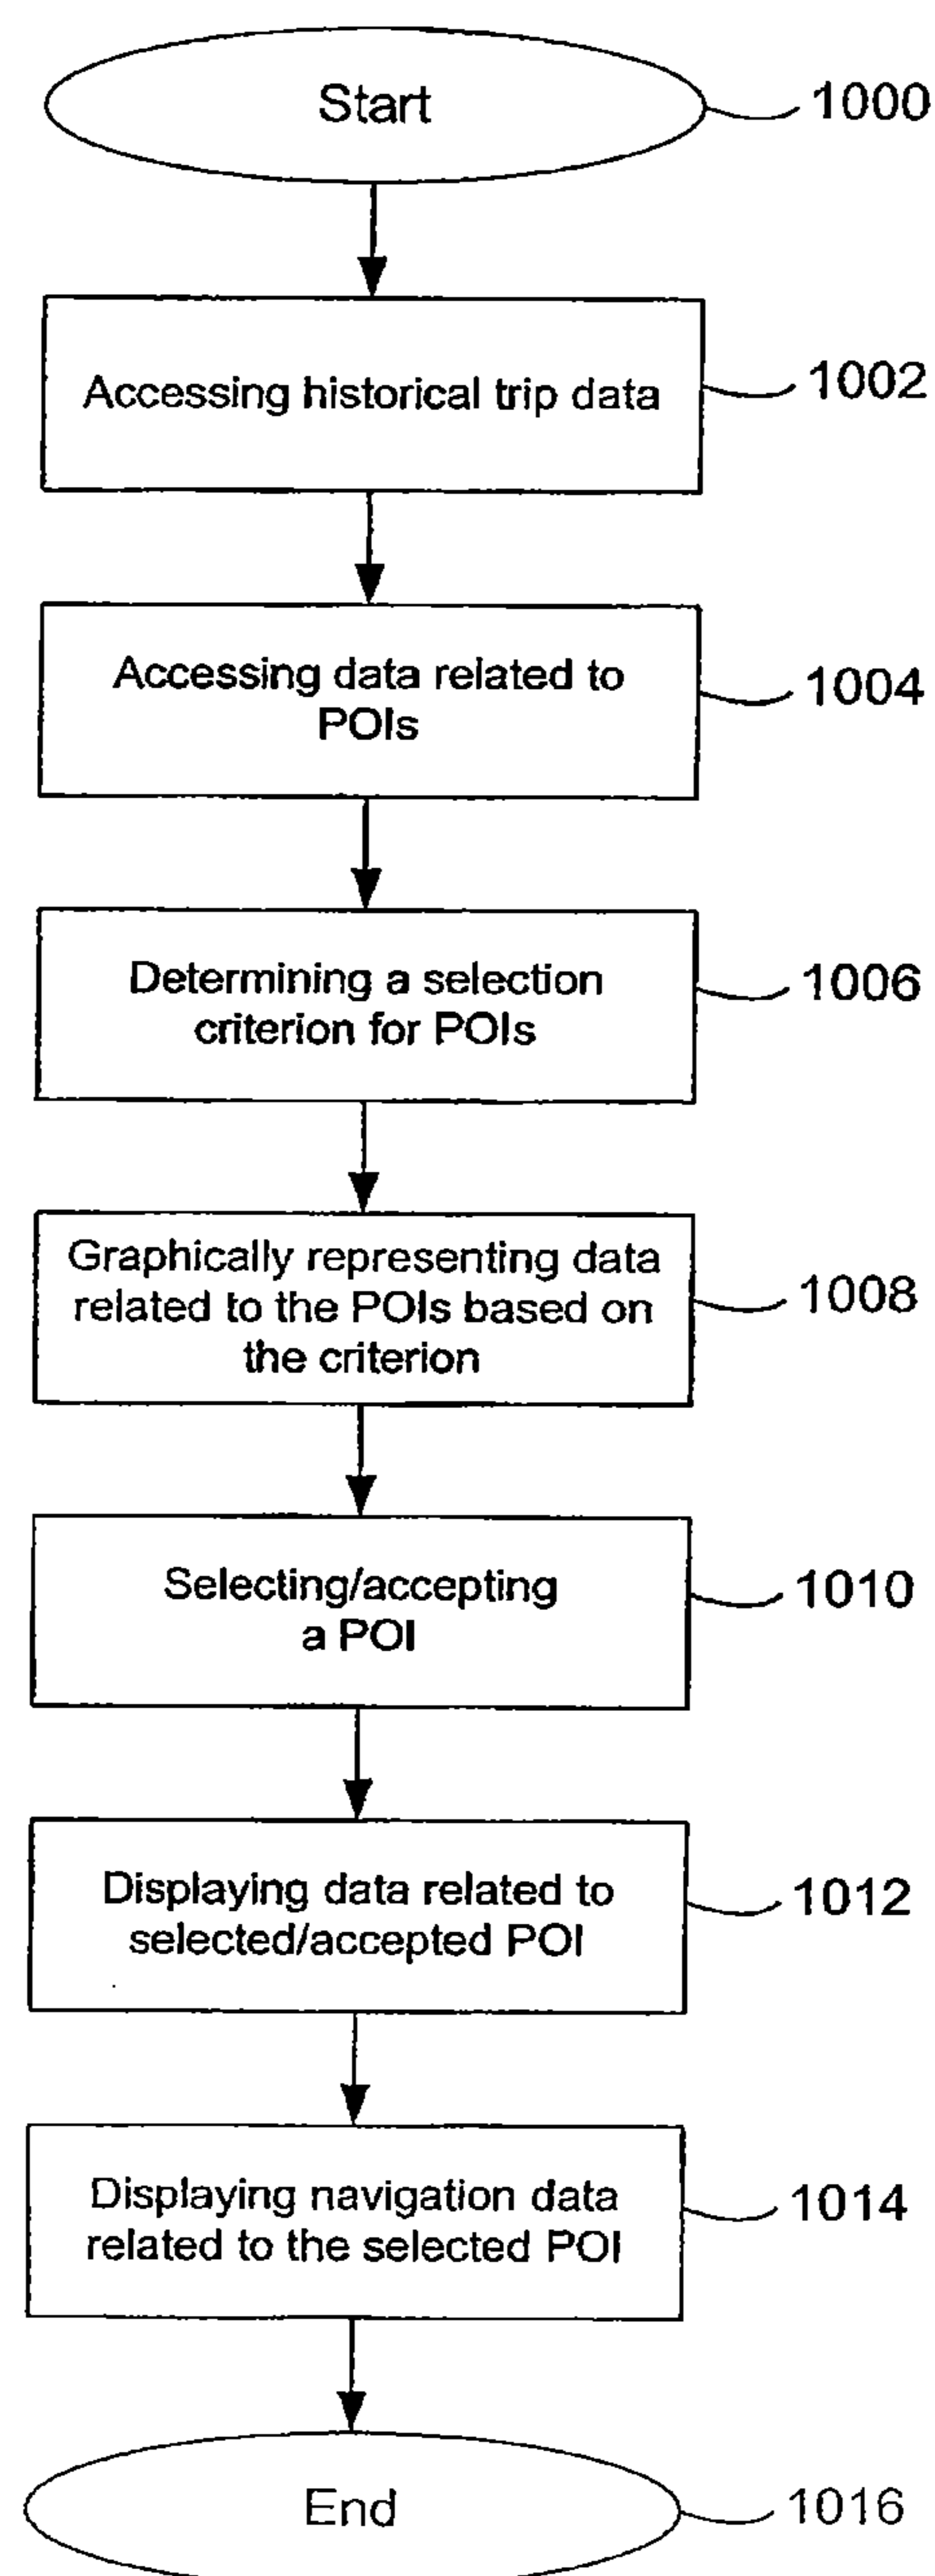 Start
1000
Accessing historical trip data
1002
Accessing data related to
POIs
1004
Determining a selection
criterion for POIs
1006
Graphically representing data
related to the POIs based on
the criterion
1008
Selecting/accepting
a POI
1010
Displaying data related to
selected/accepted POI
1012
Displaying navigation data
related to the selected POI
1014
End
1016